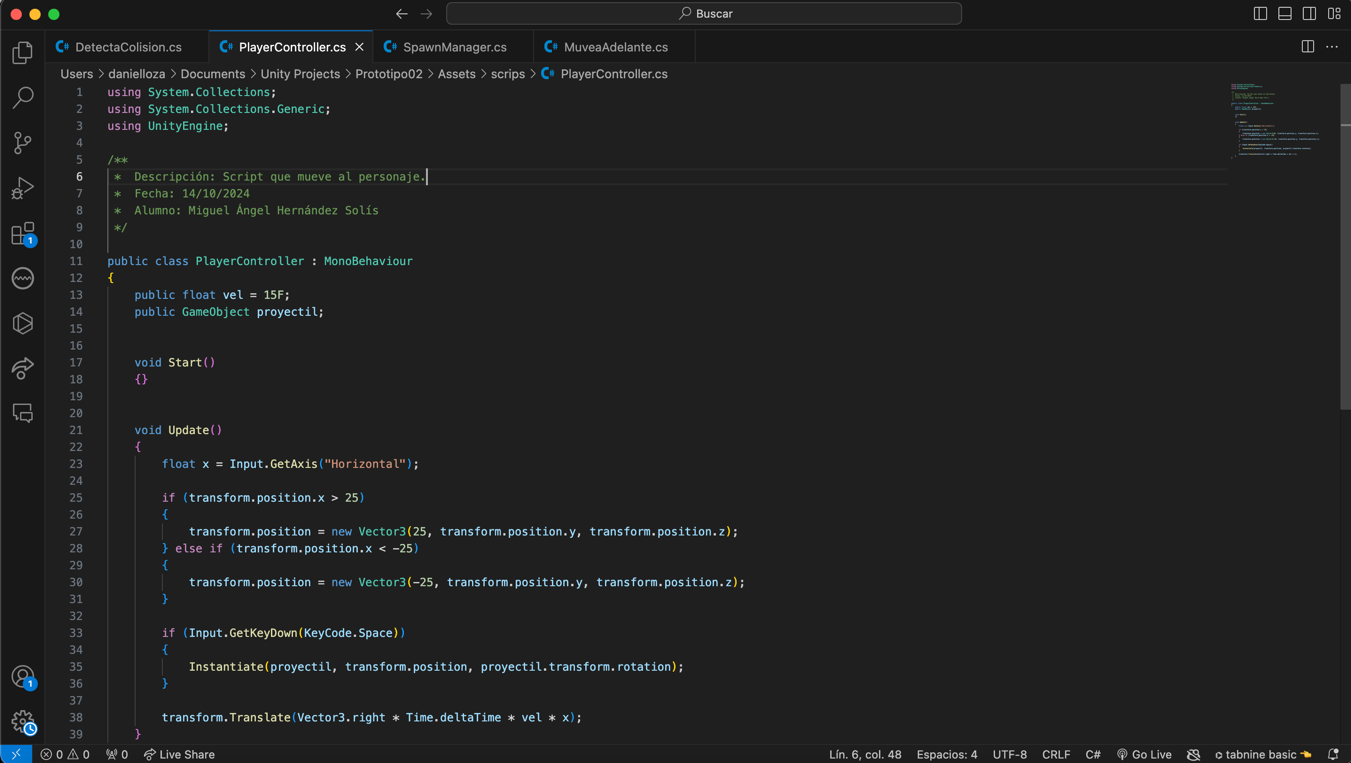 Buscar
DetectaColision.cs
PlayerController.cs
SpawnManager.cs
MuveaAdelante.cs
Users > danielloza > Documents > Unity Projects > Prototipo02 > Assets > scrips > PlayerController.cs
1 using System.Collections;
2 using System.Collections.Generic;
3 using UnityEngine;
4
5 /**
6 * Descripción: Script que mueve al personaje.
7 * Fecha: 14/10/2024
8 * Alumno: Miguel Ángel Hernández Solís
9 */
10
11 public class PlayerController : MonoBehaviour
12 {
13 public float vel = 15F;
14 public GameObject proyectil;
15
16
17 void Start()
18 {}
19
20
21 void Update()
22 {
23 float x = Input.GetAxis("Horizontal");
24
25 if (transform.position.x > 25)
26 {
27 transform.position = new Vector3(25, transform.position.y, transform.position.z);
28 } else if (transform.position.x < -25)
29 {
30 transform.position = new Vector3(-25, transform.position.y, transform.position.z);
31 }
32
33 if (Input.GetKeyDown(KeyCode.Space))
34 {
35 Instantiate(proyectil, transform.position, proyectil.transform.rotation);
36 }
37
38 transform.Translate(Vector3.right * Time.deltaTime * vel * x);
39 }
1
1
0 0 0 Live Share Lín. 6, col. 48 Espacios: 4 UTF-8 CRLF C# Go Live tabnine basic